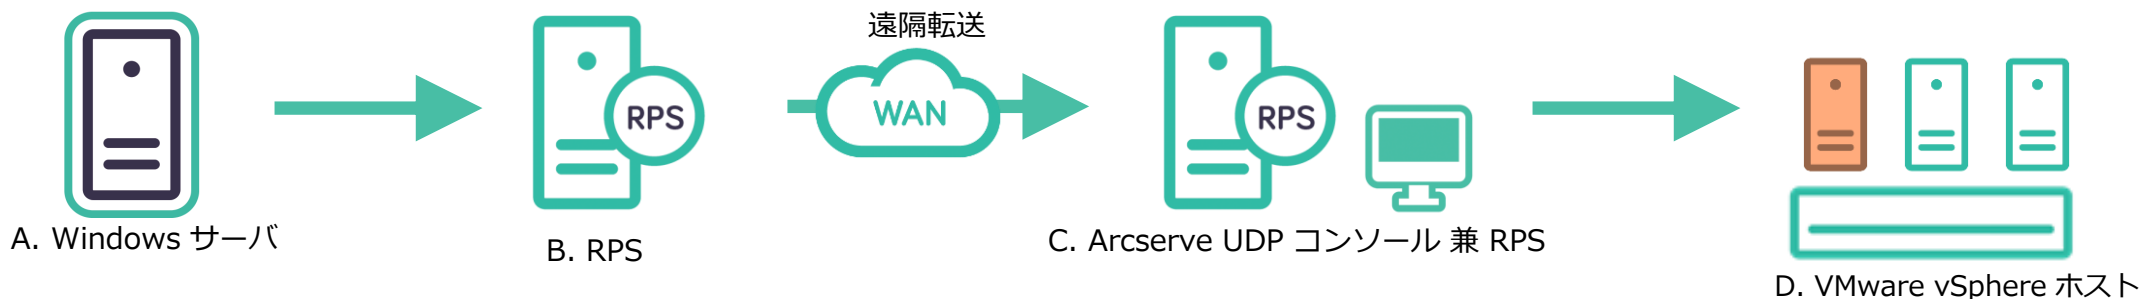 遠隔転送
RPS
WAN
RPS
A. Windows サーバ
B. RPS
C. Arcserve UDP コンソール 兼 RPS
D. VMware vSphere ホスト